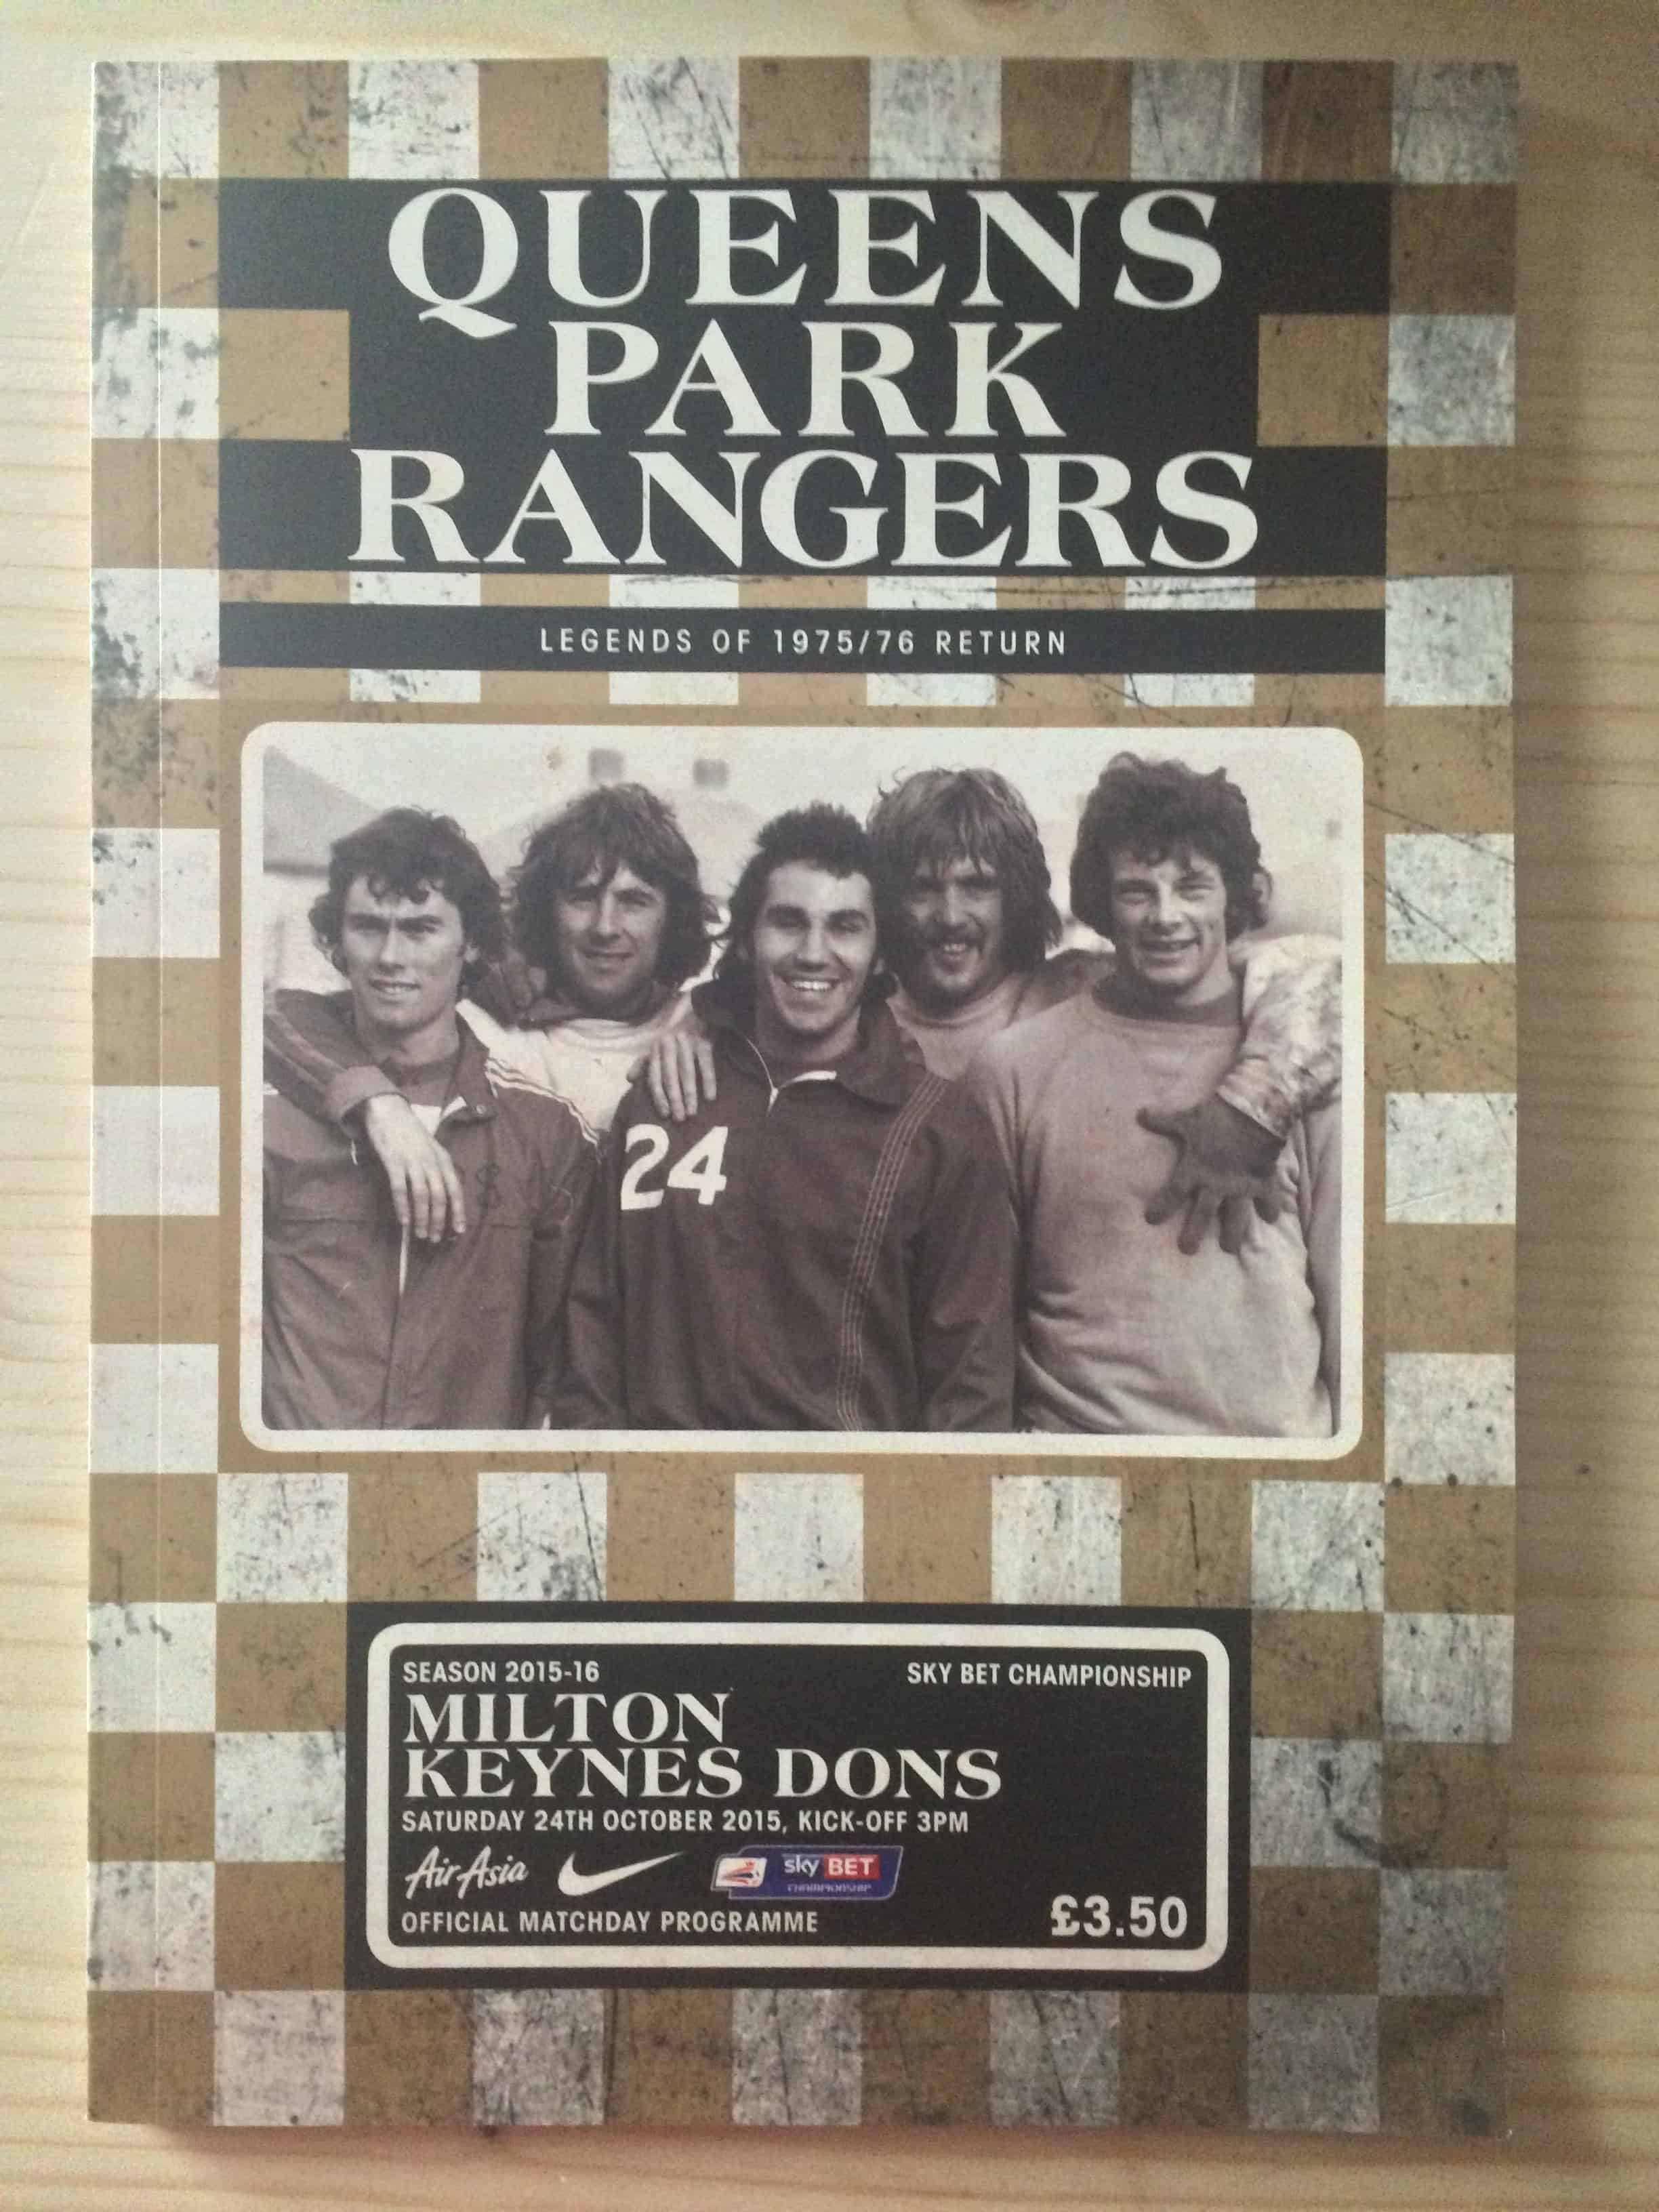 QUEENS
PARK
RANGERS
LEGENDS OF 1975/76 RETURN
24
SEASON 2015-16 SKY BET CHAMPIONSHIP
MILTON
KEYNES DONS
SATURDAY 24TH OCTOBER 2015, KICK-OFF 3PM
AirAsia sky BET
CHAMPIONSHIP
OFFICIAL MATCHDAY PROGRAMME £3.50